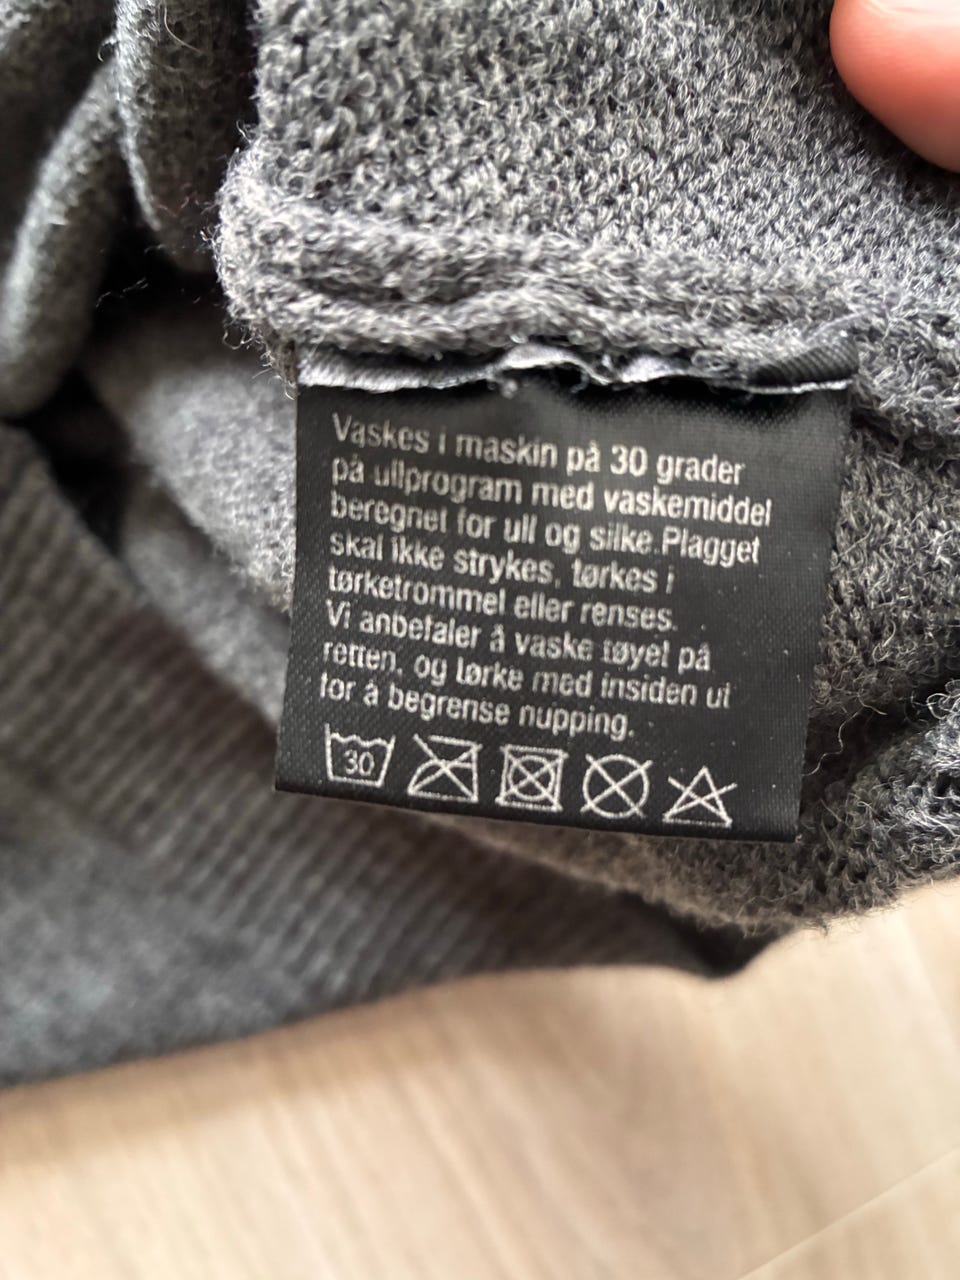 Vaskes i maskin på 30 grader
på ullprogram med vaskemiddel
beregnet for ull og silke.Plagget
skal ikke strykes, tørkes i
tørketrommel eller renses.
Vi anbefaler å vaske tøyet på
retten, og tørke med insiden ut
for å begrense nupping.
30